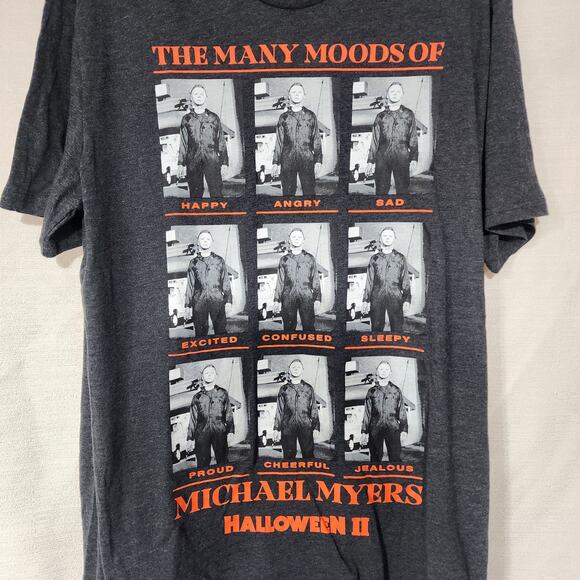 THE MANY MOODS OF
HAPPY ANGRY SAD
EXCITED CONFUSED SLEEPY
PROUD CHEERFUL JEALOUS
MICHAEL MYERS
HALLOWEEN II